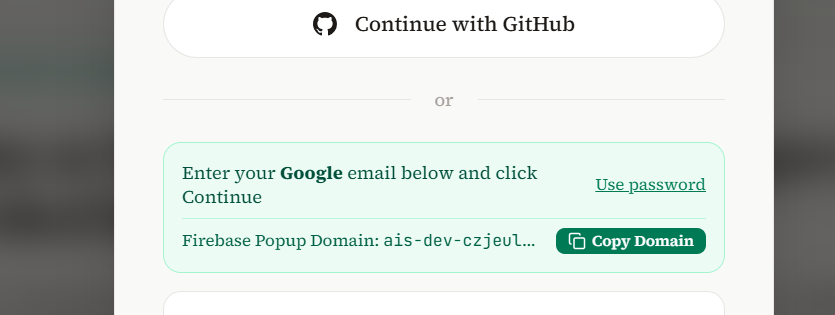 Continue with GitHub
or
Enter your Google email below and click
Continue
Use password
Firebase Popup Domain: ais-dev-czjeul...
Copy Domain